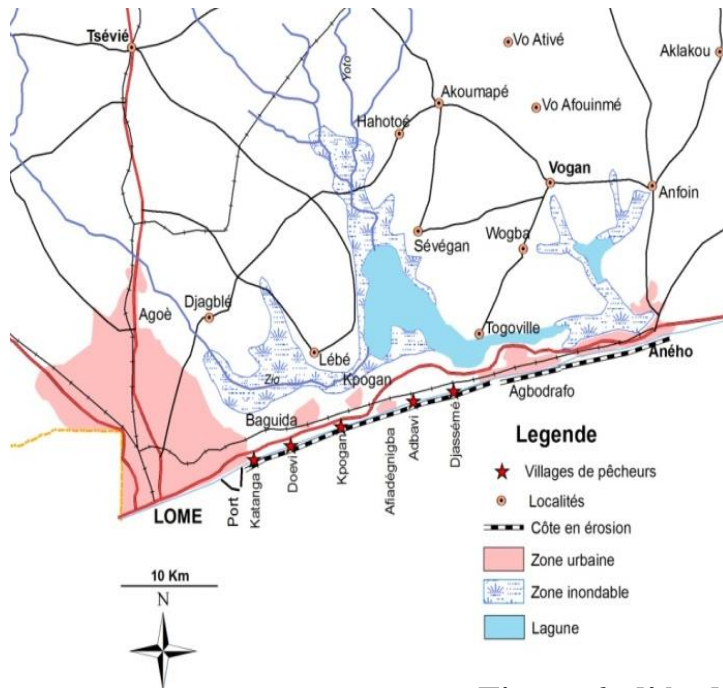 Tsévié
Vo Ativé
Aklakou
Yoto
Akoumapé
Vo Afouinmé
Hahotoé
Vogan
Anfoin
Sévégan
Wogba
Djagblé
Agoè
Togoville
Lébé
Aného
Zio
Kpogan
Agbodrafo
Baguida
Port
Katanga
Doevi
Kpogan
Afiadégnigba
Adbavi
Djassémé
LOME
Legende
Villages de pêcheurs
Localités
Côte en érosion
Zone urbaine
Zone inondable
Lagune
10 Km
N